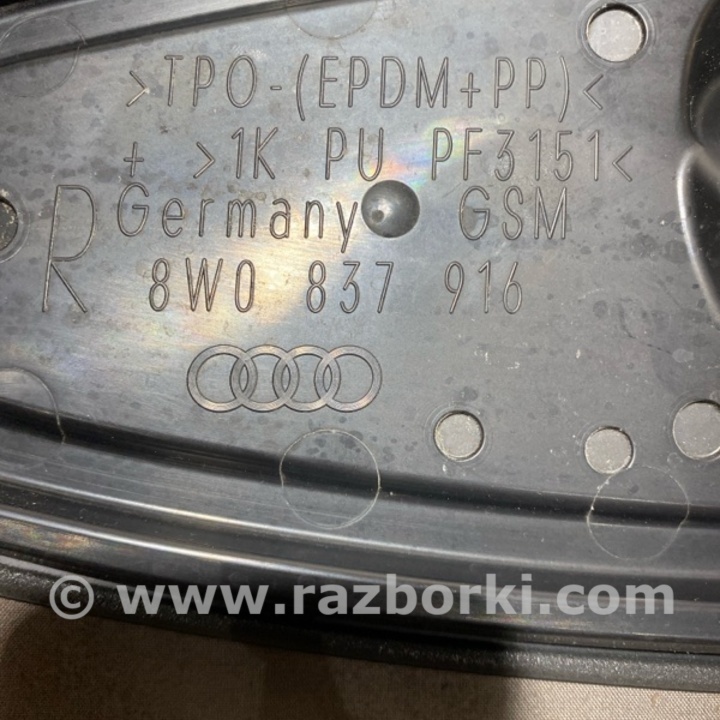 >TPO-(EPDM+PP)<
+ >1K PU PF3151<
R Germany GSM
8W0 837 916
© www.razborki.com